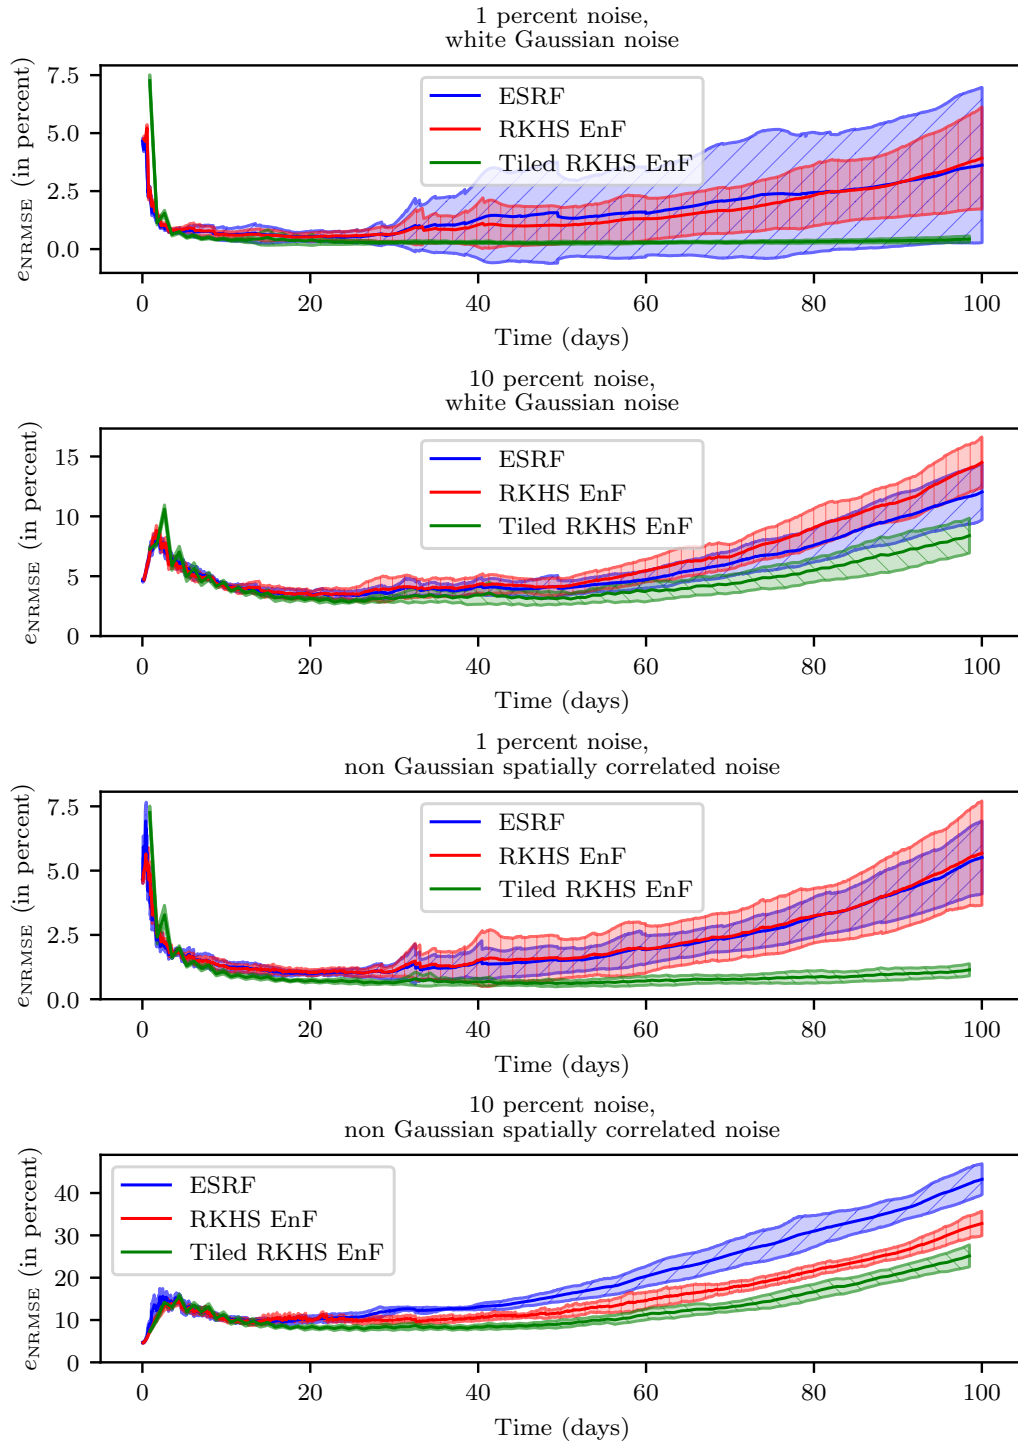 1 percent noise,
white Gaussian noise
7.5
5.0
2.5
0.0
e_NRMSE (in percent)
ESRF
RKHS EnF
Tiled RKHS EnF
0 20 40 60 80 100
Time (days)
10 percent noise,
white Gaussian noise
15
10
5
0
e_NRMSE (in percent)
ESRF
RKHS EnF
Tiled RKHS EnF
0 20 40 60 80 100
Time (days)
1 percent noise,
non Gaussian spatially correlated noise
7.5
5.0
2.5
0.0
e_NRMSE (in percent)
ESRF
RKHS EnF
Tiled RKHS EnF
0 20 40 60 80 100
Time (days)
10 percent noise,
non Gaussian spatially correlated noise
40
30
20
10
0
e_NRMSE (in percent)
ESRF
RKHS EnF
Tiled RKHS EnF
0 20 40 60 80 100
Time (days)